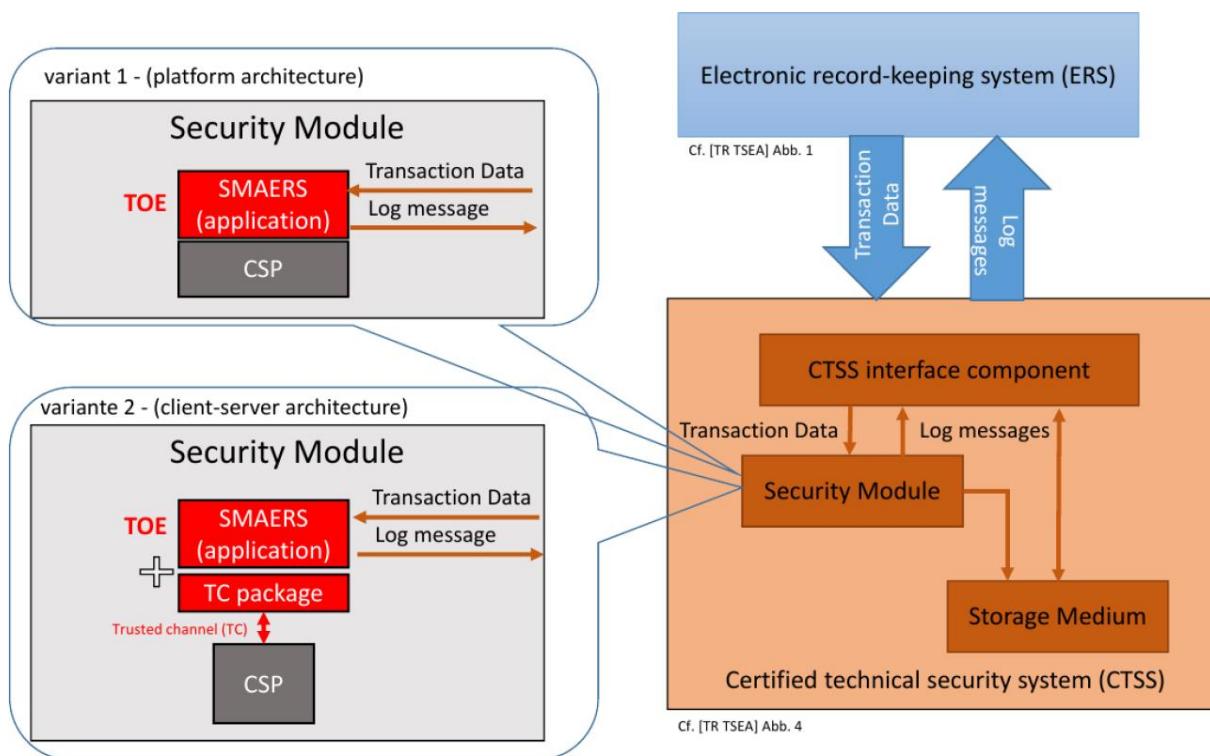 variant 1 - (platform architecture)
Security Module
TOE
SMAERS
(application)
CSP
Transaction Data
Log message
variante 2 - (client-server architecture)
Security Module
TOE
SMAERS
(application)
TC package
Trusted channel (TC)
CSP
Transaction Data
Log message
Electronic record-keeping system (ERS)
Cf. [TR TSEA] Abb. 1
Transaction
Data
Log
messages
CTSS interface component
Transaction Data
Log messages
Security Module
Storage Medium
Certified technical security system (CTSS)
Cf. [TR TSEA] Abb. 4